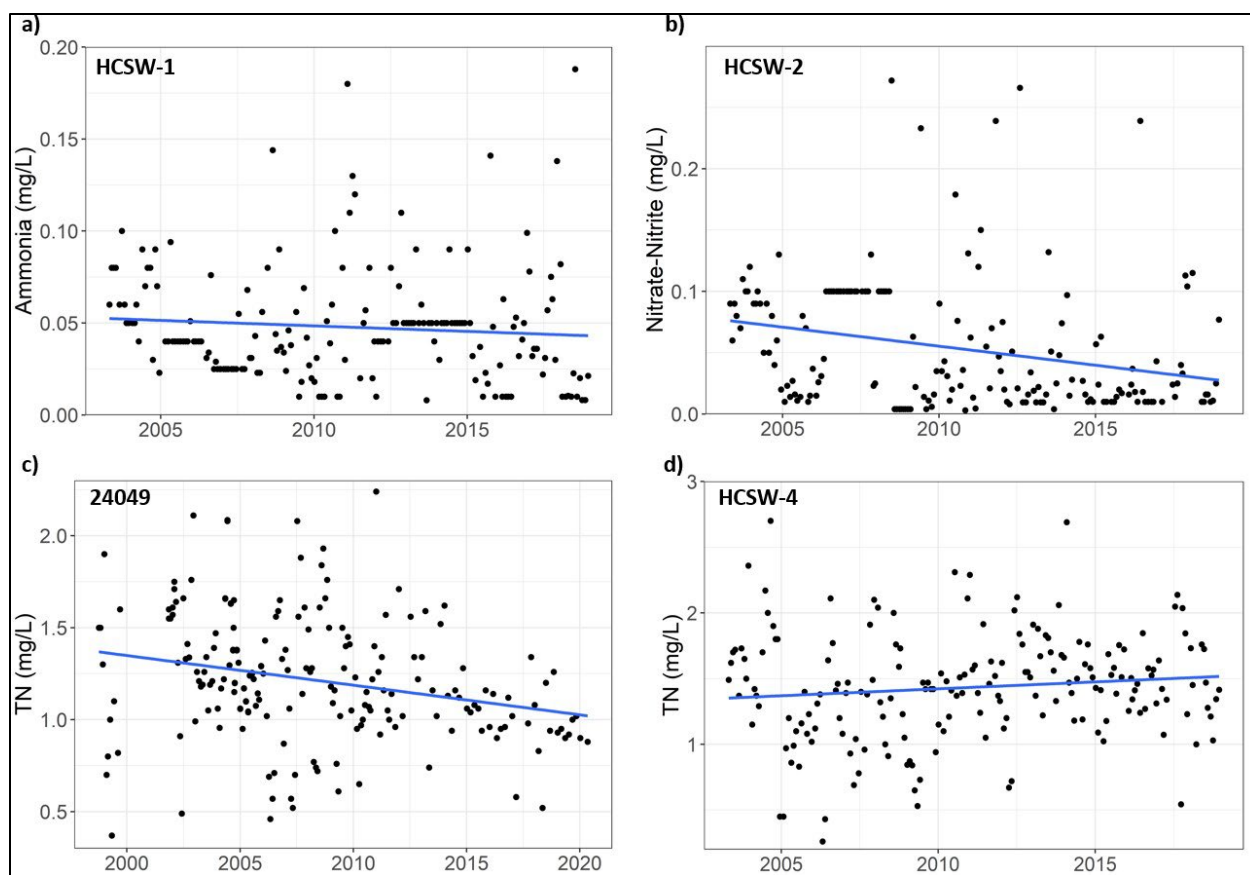 a)
HCSW-1
Ammonia (mg/L)
0.20
0.15
0.10
0.05
0.00
2005 2010 2015
b)
HCSW-2
Nitrate-Nitrite (mg/L)
0.2
0.1
0.0
2005 2010 2015
c)
24049
TN (mg/L)
2.0
1.5
1.0
0.5
2000 2005 2010 2015 2020
d)
HCSW-4
TN (mg/L)
3
2
1
2005 2010 2015